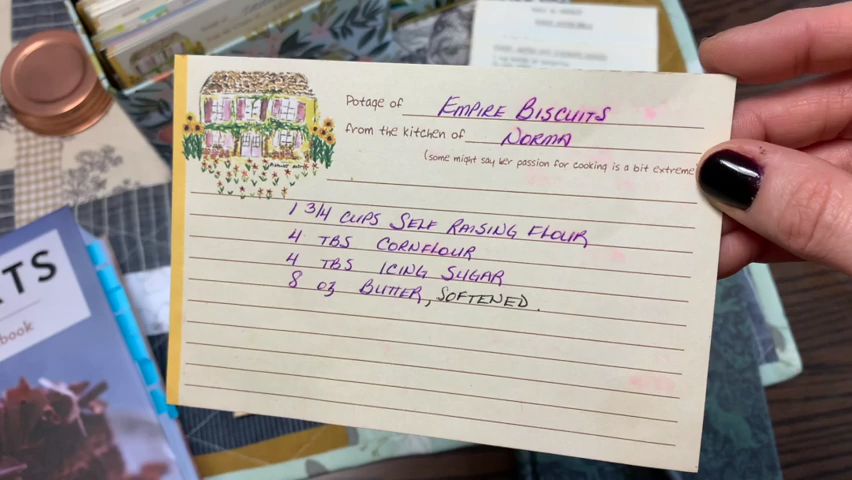 Potage of EMPIRE BISCUITS
from the kitchen of NORMA
(some might say her passion for cooking is a bit extreme
1 3/4 CUPS SELF RAISING FLOUR
4 TBS CORNFLOUR
4 TBS ICING SUGAR
8 oz BUTTER, SOFTENED.
RTS
book